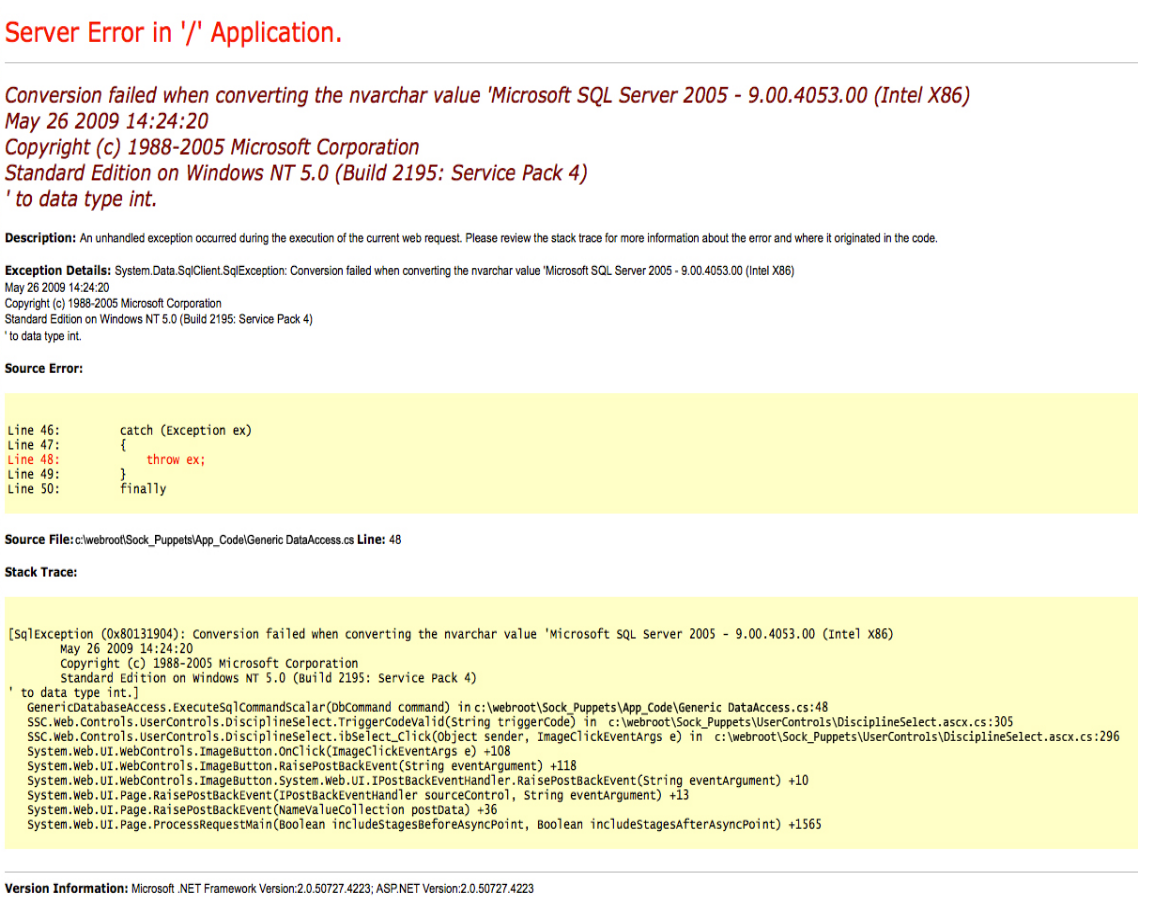 Server Error in '/' Application.
Conversion failed when converting the nvarchar value 'Microsoft SQL Server 2005 - 9.00.4053.00 (Intel X86)
May 26 2009 14:24:20
Copyright (c) 1988-2005 Microsoft Corporation
Standard Edition on Windows NT 5.0 (Build 2195: Service Pack 4)
' to data type int.
Description: An unhandled exception occurred during the execution of the current web request. Please review the stack trace for more information about the error and where it originated in the code.
Exception Details: System.Data.SqlClient.SqlException: Conversion failed when converting the nvarchar value 'Microsoft SQL Server 2005 - 9.00.4053.00 (Intel X86)
May 26 2009 14:24:20
Copyright (c) 1988-2005 Microsoft Corporation
Standard Edition on Windows NT 5.0 (Build 2195: Service Pack 4)
' to data type int.
Source Error:
Line 46: catch (Exception ex)
Line 47: {
Line 48: throw ex;
Line 49: }
Line 50: finally
Source File: c:\webroot\Sock_Puppets\App_Code\Generic DataAccess.cs Line: 48
Stack Trace:
[SqlException (0x80131904): Conversion failed when converting the nvarchar value 'Microsoft SQL Server 2005 - 9.00.4053.00 (Intel X86)
May 26 2009 14:24:20
Copyright (c) 1988-2005 Microsoft Corporation
Standard Edition on Windows NT 5.0 (Build 2195: Service Pack 4)
' to data type int.]
GenericDatabaseAccess.ExecuteSqlCommandScalar(DbCommand command) in c:\webroot\Sock_Puppets\App_Code\Generic DataAccess.cs:48
SSC.Web.Controls.UserControls.DisciplineSelect.TriggerCodeValid(String triggerCode) in c:\webroot\Sock_Puppets\UserControls\DisciplineSelect.ascx.cs:305
SSC.Web.Controls.UserControls.DisciplineSelect.ibSelect_Click(Object sender, ImageClickEventArgs e) in c:\webroot\Sock_Puppets\UserControls\DisciplineSelect.ascx.cs:296
System.Web.UI.WebControls.ImageButton.OnClick(ImageClickEventArgs e) +108
System.Web.UI.WebControls.ImageButton.RaisePostBackEvent(String eventArgument) +118
System.Web.UI.WebControls.ImageButton.System.Web.UI.IPostBackEventHandler.RaisePostBackEvent(String eventArgument) +10
System.Web.UI.Page.RaisePostBackEvent(IPostBackEventHandler sourceControl, String eventArgument) +13
System.Web.UI.Page.RaisePostBackEvent(NameValueCollection postData) +36
System.Web.UI.Page.ProcessRequestMain(Boolean includeStagesBeforeAsyncPoint, Boolean includeStagesAfterAsyncPoint) +1565
Version Information: Microsoft .NET Framework Version:2.0.50727.4223; ASP.NET Version:2.0.50727.4223